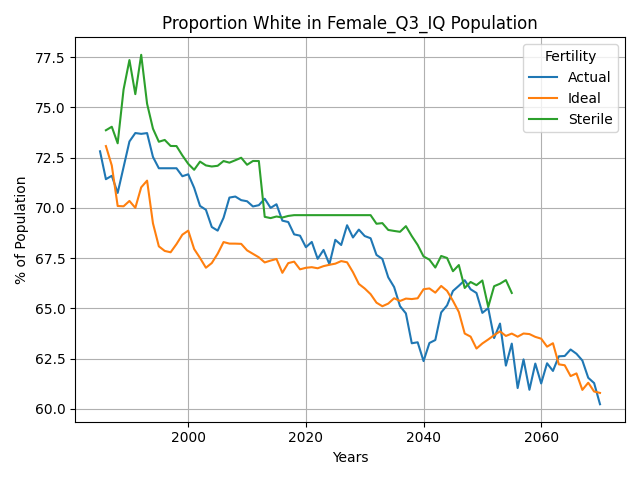 Proportion White in Female_Q3_IQ Population
Fertility
Actual
Ideal
Sterile
% of Population
77.5
75.0
72.5
70.0
67.5
65.0
62.5
60.0
2000
2020
2040
2060
Years